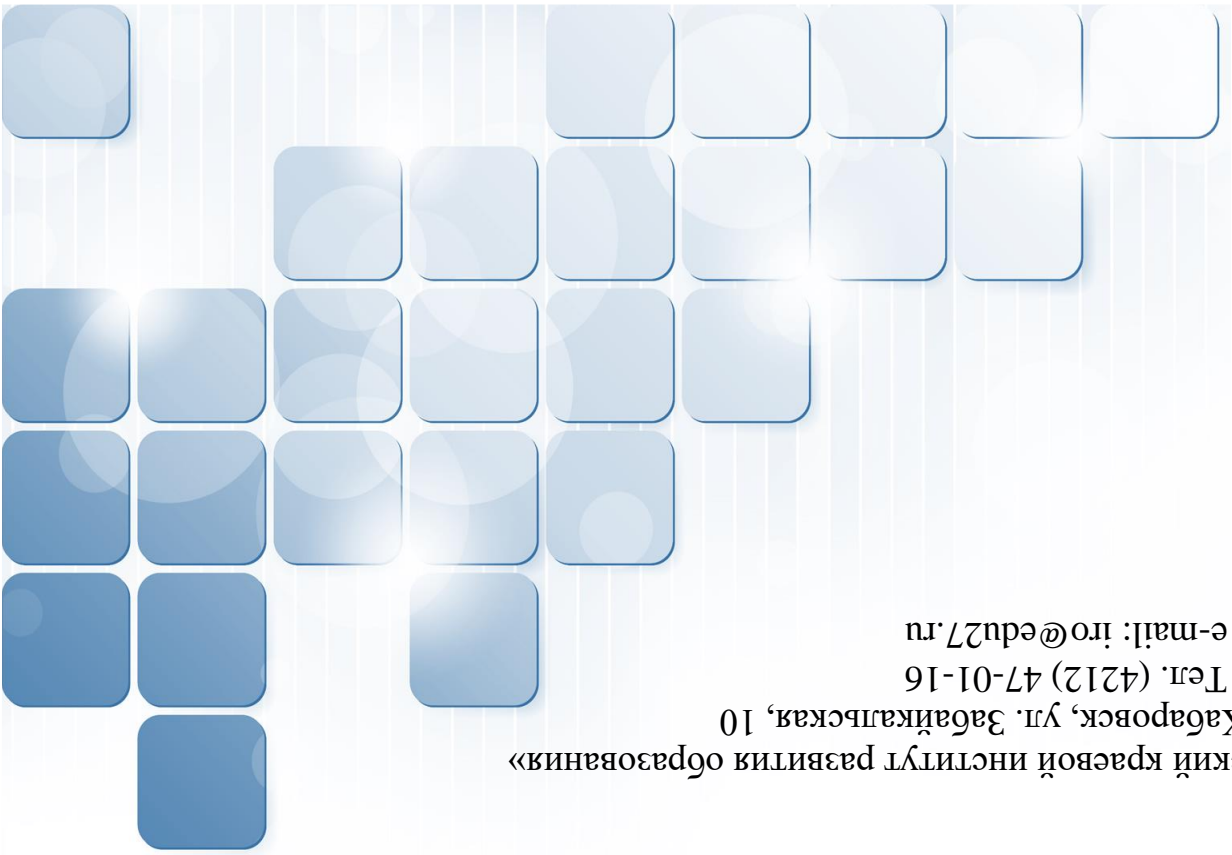 кий краевой институт развития образования»
Хабаровск, ул. Забайкальская, 10
Тел. (4212) 47-01-16
e-mail: iro@edu27.ru